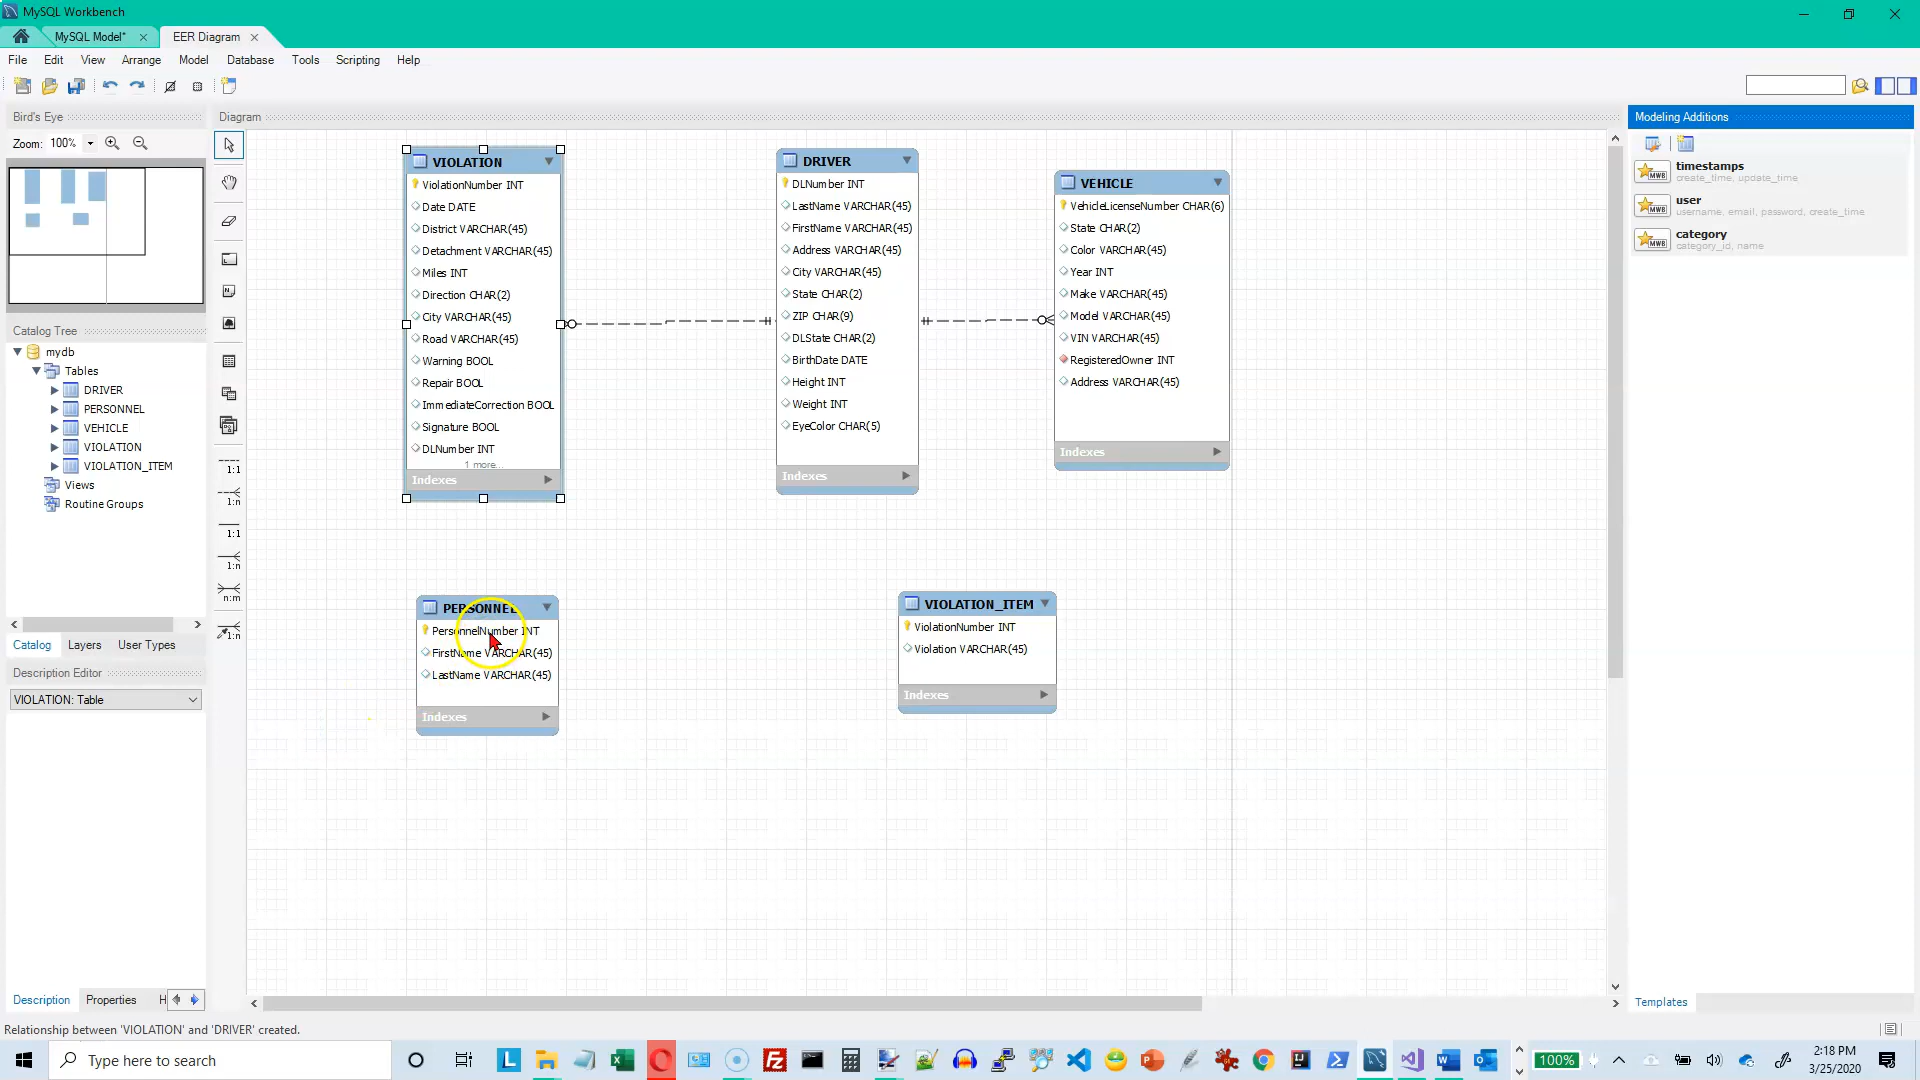 MySQL Workbench
MySQL Model*
EER Diagram
File Edit View Arrange Model Database Tools Scripting Help
Bird's Eye
Zoom: 100%
Catalog Tree
mydb
Tables
DRIVER
PERSONNEL
VEHICLE
VIOLATION
VIOLATION_ITEM
Views
Routine Groups
Catalog Layers User Types
Description Editor
VIOLATION: Table
Description Properties H
1:1
1:n
1:1
1:n
n:m
1:n
Diagram
VIOLATION
ViolationNumber INT
Date DATE
District VARCHAR(45)
Detachment VARCHAR(45)
Miles INT
Direction CHAR(2)
City VARCHAR(45)
Road VARCHAR(45)
Warning BOOL
Repair BOOL
ImmediateCorrection BOOL
Signature BOOL
DLNumber INT
1 more...
Indexes
DRIVER
DLNumber INT
LastName VARCHAR(45)
FirstName VARCHAR(45)
Address VARCHAR(45)
City VARCHAR(45)
State CHAR(2)
ZIP CHAR(9)
DLState CHAR(2)
BirthDate DATE
Height INT
Weight INT
EyeColor CHAR(5)
Indexes
VEHICLE
VehicleLicenseNumber CHAR(6)
State CHAR(2)
Color VARCHAR(45)
Year INT
Make VARCHAR(45)
Model VARCHAR(45)
VIN VARCHAR(45)
RegisteredOwner INT
Address VARCHAR(45)
Indexes
PERSONNEL
PersonnelNumber INT
FirstName VARCHAR(45)
LastName VARCHAR(45)
Indexes
VIOLATION_ITEM
ViolationNumber INT
Violation VARCHAR(45)
Indexes
Modeling Additions
timestamps
create_time, update_time
user
username, email, password, create_time
category
category_id, name
Templates
Relationship between 'VIOLATION' and 'DRIVER' created.
Type here to search
100%
2:18 PM
3/25/2020